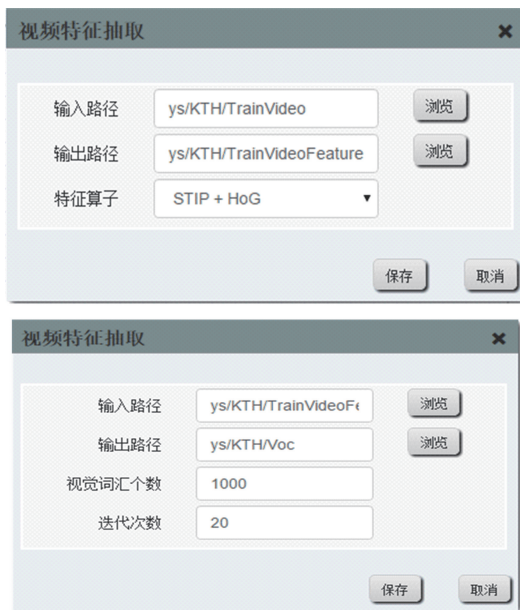 视频特征抽取 ×
输入路径 ys/KTH/TrainVideo 浏览
输出路径 ys/KTH/TrainVideoFeature 浏览
特征算子 STIP + HoG
保存 取消
视频特征抽取 ×
输入路径 ys/KTH/TrainVideoFe 浏览
输出路径 ys/KTH/Voc 浏览
视觉词汇个数 1000
迭代次数 20
保存 取消